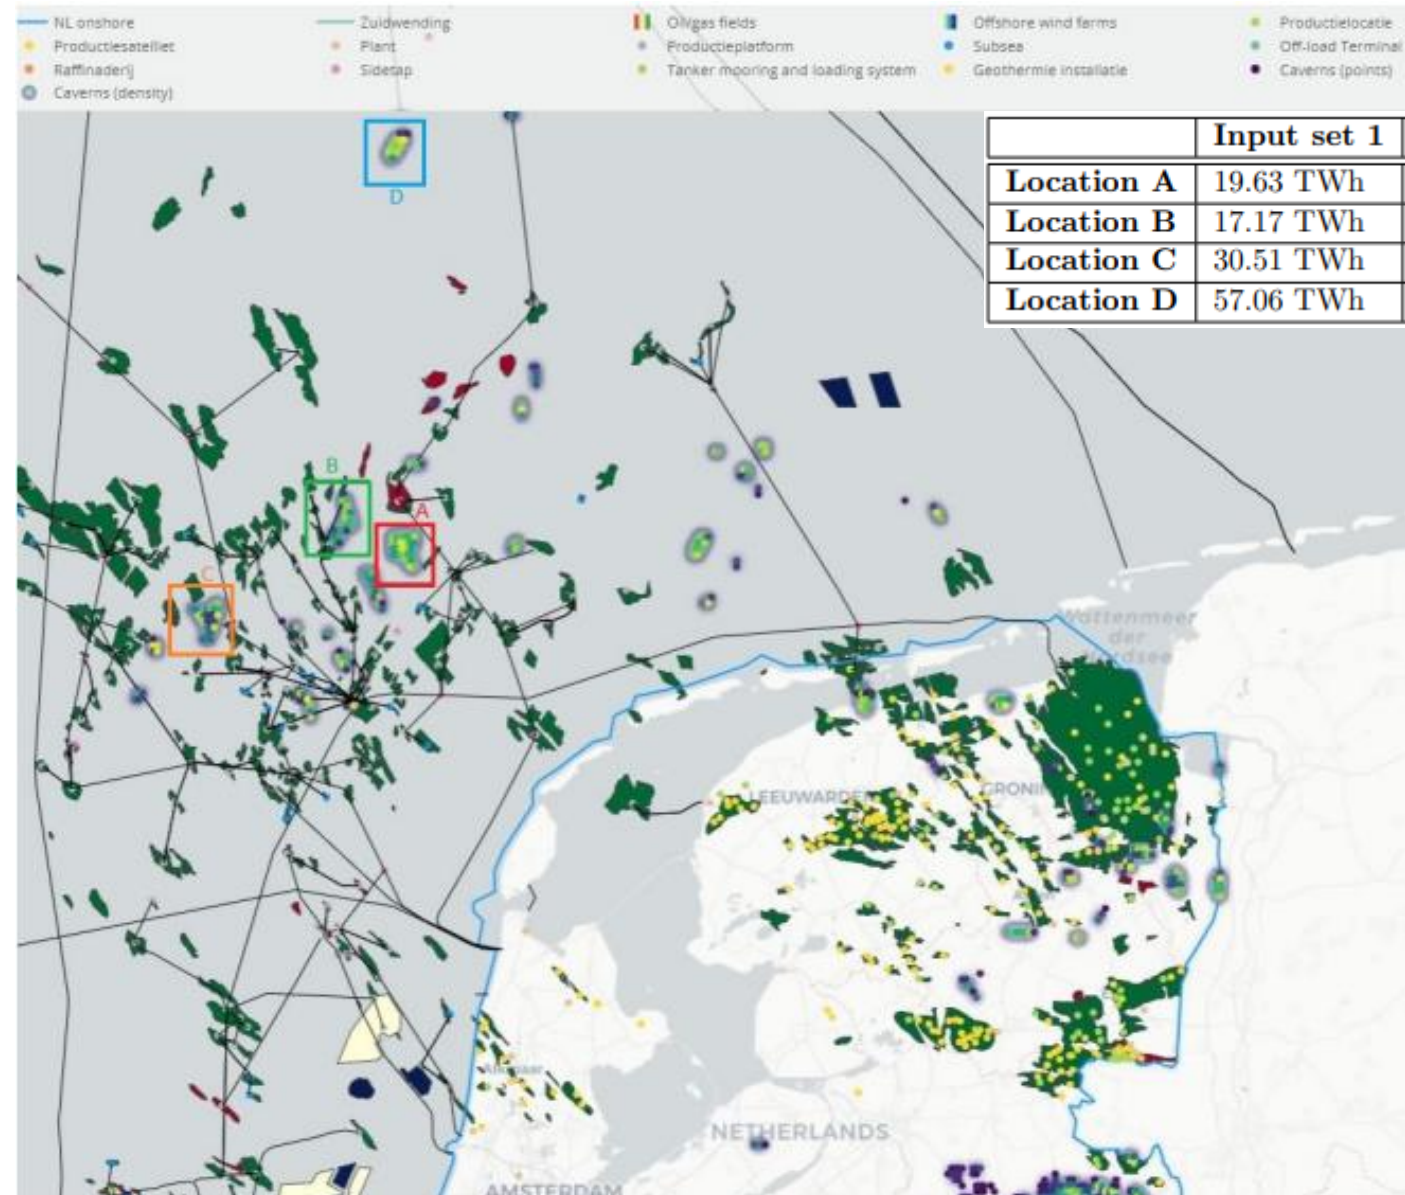 NL onshore Zuidwending Oil/gas fields Offshore wind farms Productielocatie
Productiesatelliet Plant Productieplatform Subsea Off-load Terminal
Raffinaderij Sidetap Tanker mooring and loading system Geothermie installatie Caverns (points)
Caverns (density)
Input set 1
Location A 19.63 TWh
Location B 17.17 TWh
Location C 30.51 TWh
Location D 57.06 TWh
D
B
A
C
Wattenmeer
der
Nordsee
LEEUWARDEN
NETHERLANDS
AMSTERDAM